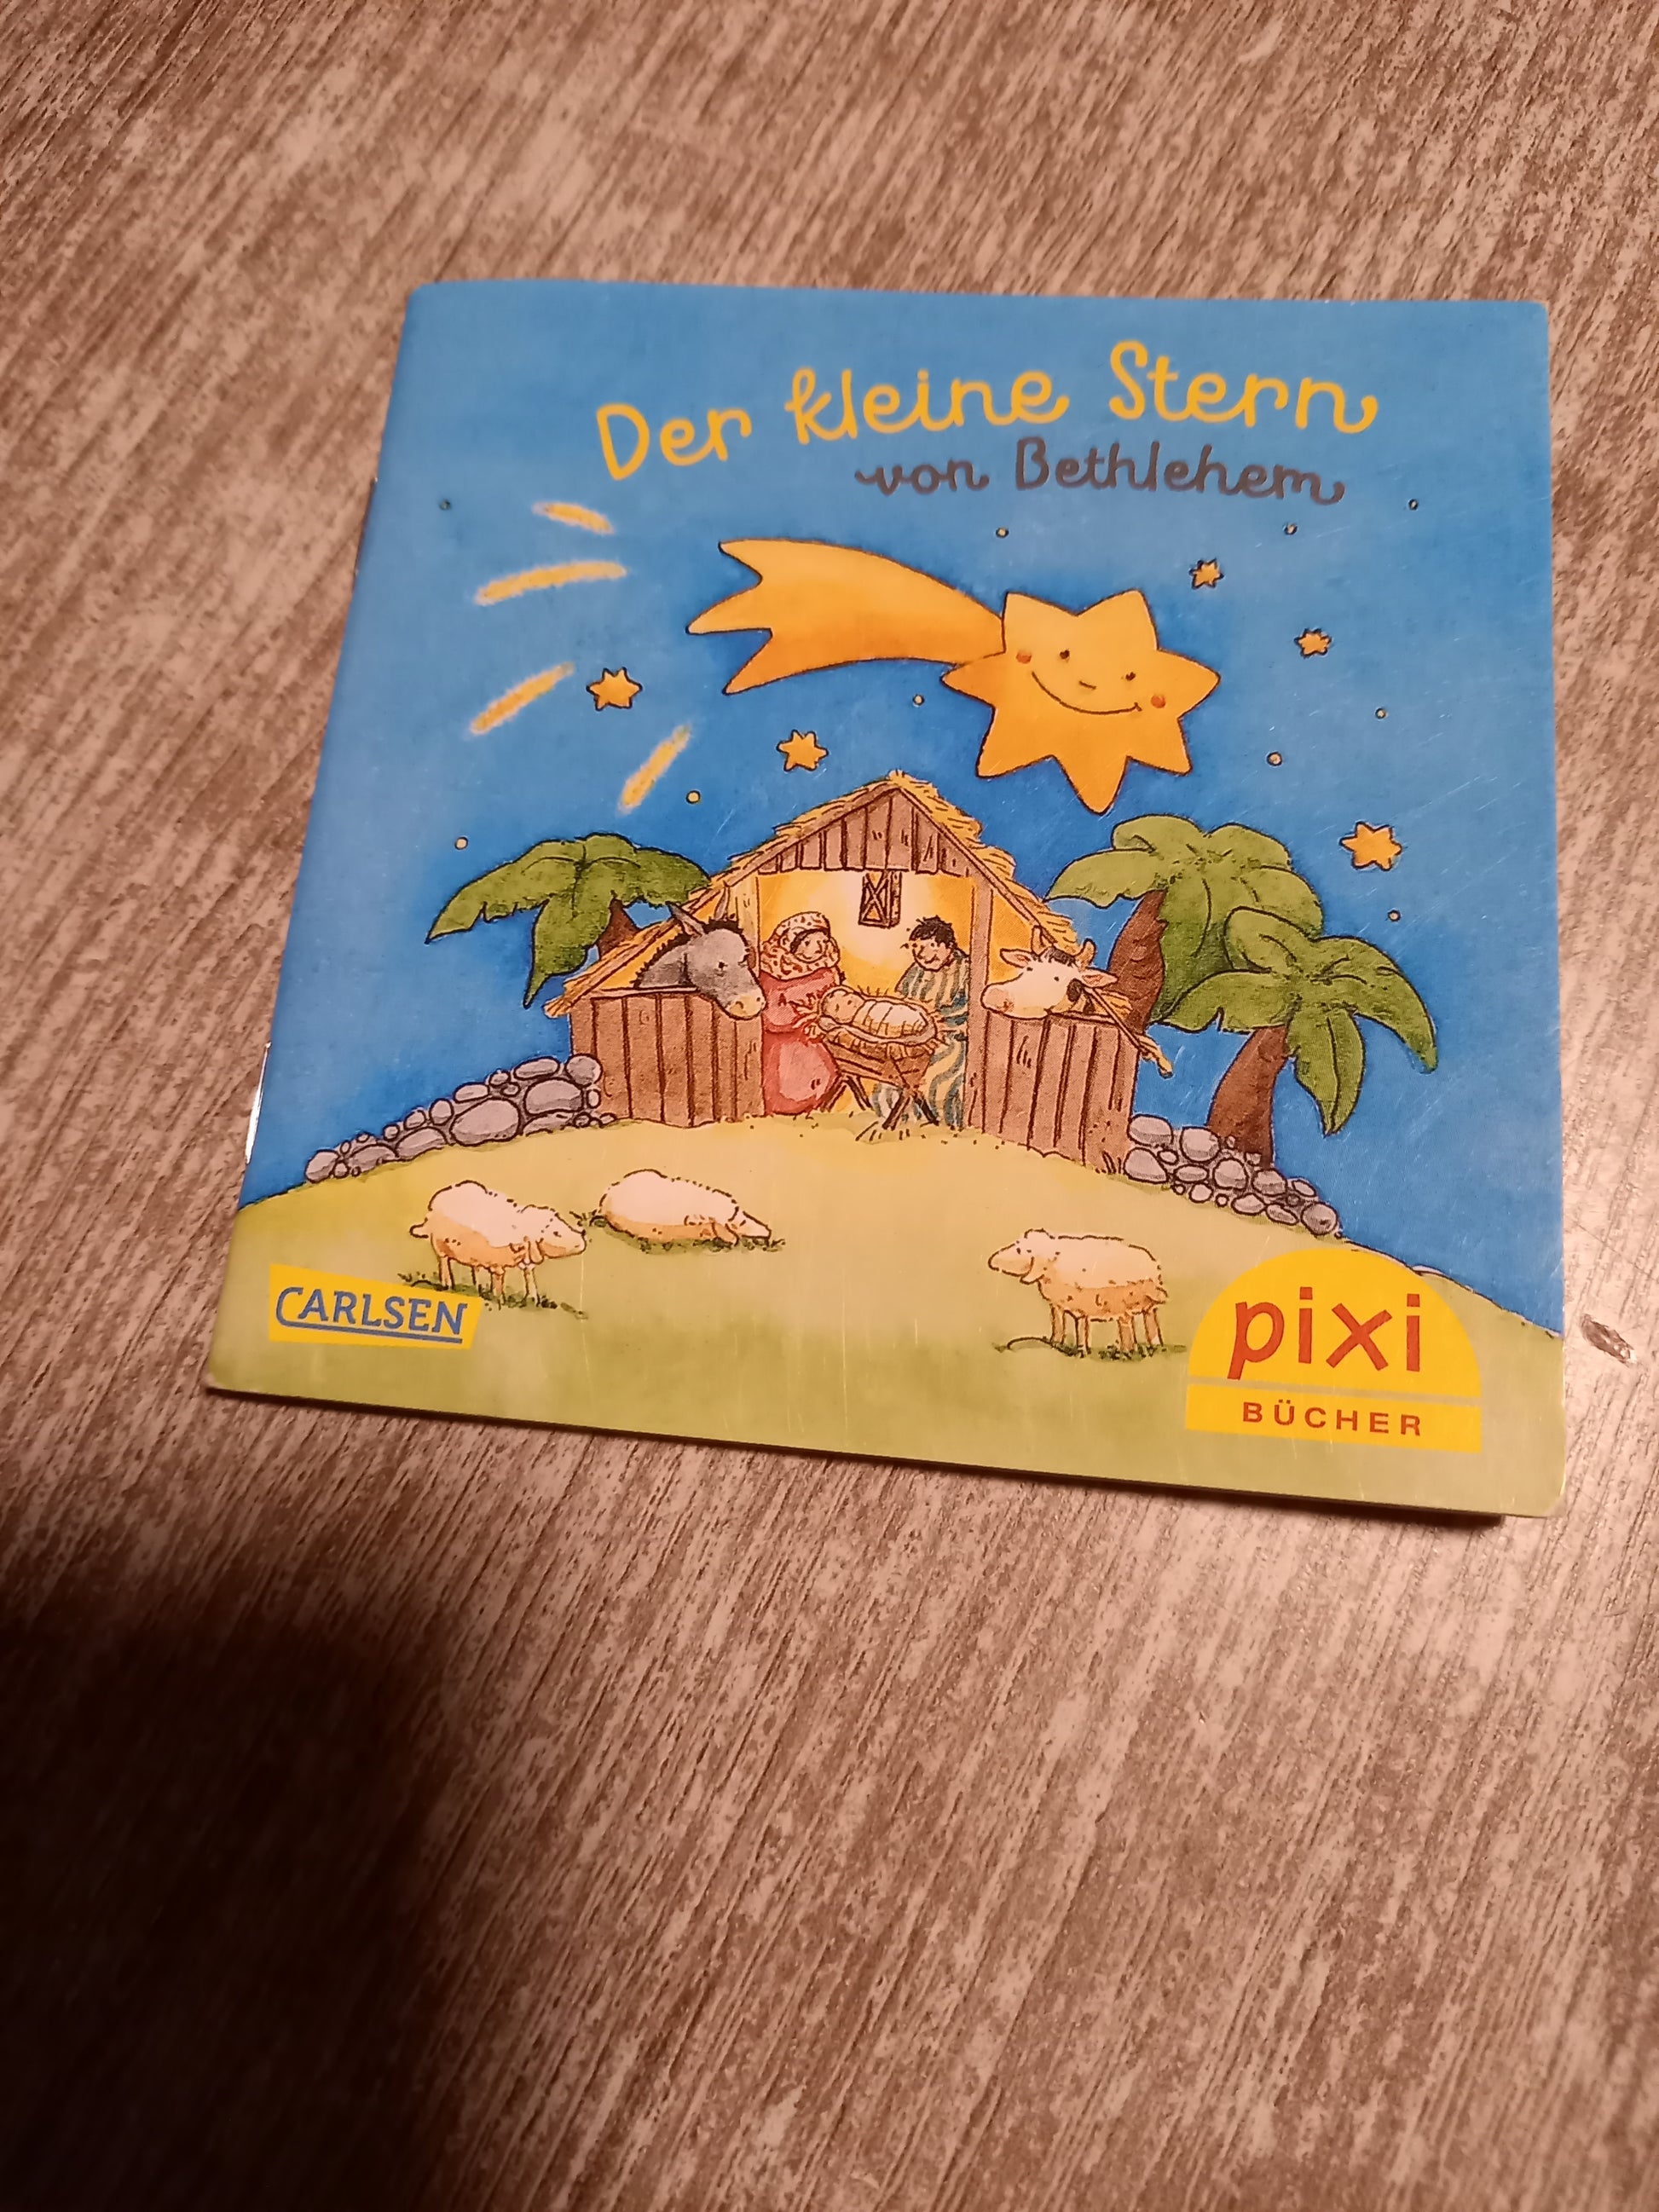 Der kleine Stern
von Bethlehem
CARLSEN
pixi
BÜCHER